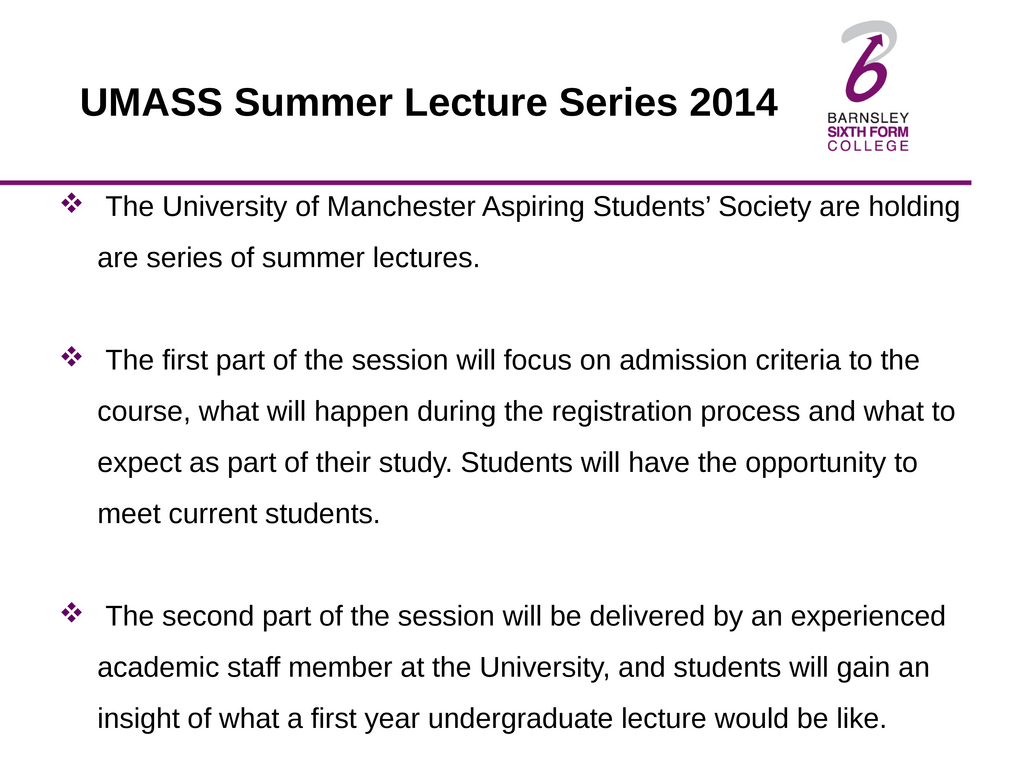 UMASS Summer Lecture Series 2014
BARNSLEY
SIXTH FORM
COLLEGE
❖ The University of Manchester Aspiring Students’ Society are holding
are series of summer lectures.
❖ The first part of the session will focus on admission criteria to the
course, what will happen during the registration process and what to
expect as part of their study. Students will have the opportunity to
meet current students.
❖ The second part of the session will be delivered by an experienced
academic staff member at the University, and students will gain an
insight of what a first year undergraduate lecture would be like.